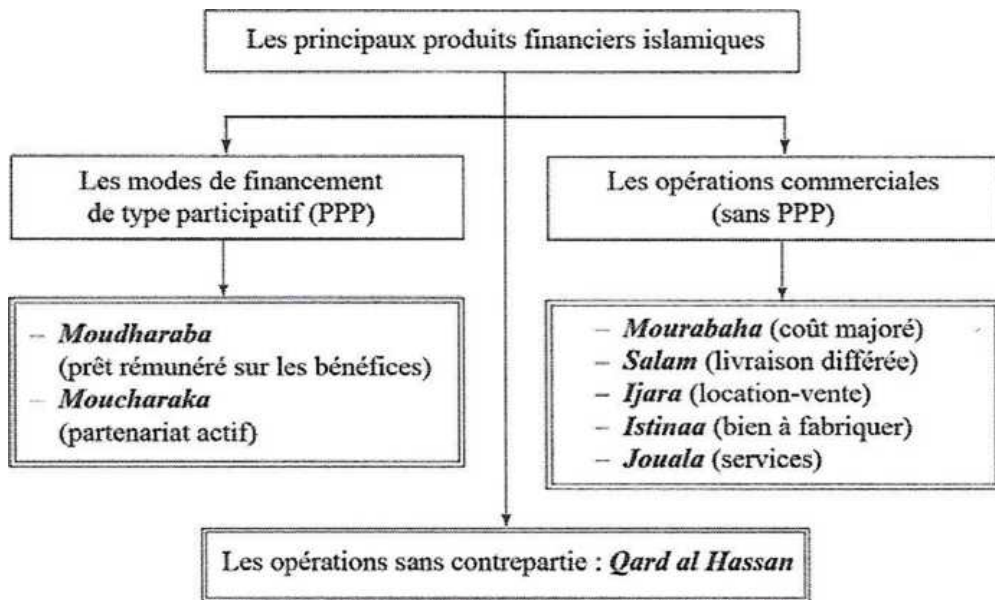 Les principaux produits financiers islamiques
Les modes de financement
de type participatif (PPP)
Les opérations commerciales
(sans PPP)
– Moudharaba
(prêt rémunéré sur les bénéfices)
– Moucharaka
(partenariat actif)
– Mourabaha (coût majoré)
– Salam (livraison différée)
– Ijara (location-vente)
– Istinaa (bien à fabriquer)
– Jouala (services)
Les opérations sans contrepartie : Qard al Hassan